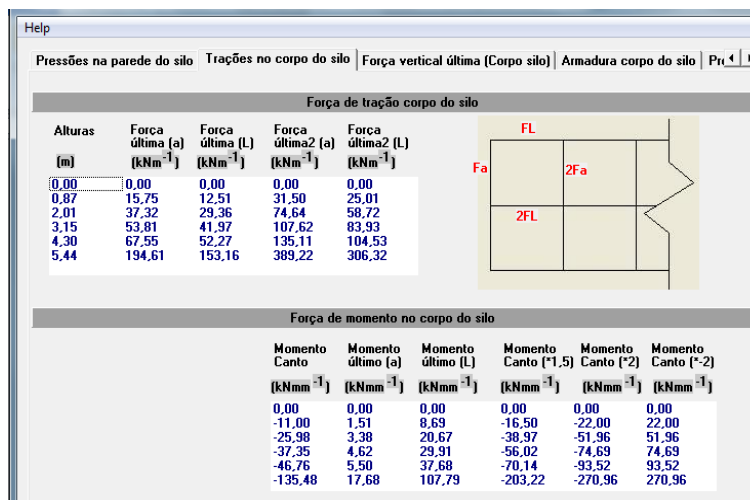 Help
Pressões na parede do silo Trações no corpo do silo Força vertical última (Corpo silo) Armadura corpo do silo
Força de tração corpo do silo
Alturas Força última (a) Força última (L) Força última2 (a) Força última2 (L)
(m) (kNm -1) (kNm -1) (kNm -1) (kNm -1)
0,00 0,00 0,00 0,00 0,00
0,87 15,75 12,51 31,50 25,01
2,01 37,32 29,36 74,64 58,72
3,15 53,81 41,97 107,62 83,93
4,30 67,55 52,27 135,11 104,53
5,44 194,61 153,16 389,22 306,32
FL
Fa 2Fa
2FL
Força de momento no corpo do silo
Momento Canto Momento último (a) Momento último (L) Momento Canto (*1,5) Momento Canto (*2) Momento Canto (*-2)
(kNmm -1) (kNmm -1) (kNmm -1) (kNmm -1) (kNmm -1) (kNmm -1)
0,00 0,00 0,00 0,00 0,00 0,00
-11,00 1,51 8,69 -16,50 -22,00 22,00
-25,98 3,38 20,67 -38,97 -51,96 51,96
-37,35 4,62 29,91 -56,02 -74,69 74,69
-46,76 5,50 37,68 -70,14 -93,52 93,52
-135,48 17,68 107,79 -203,22 -270,96 270,96